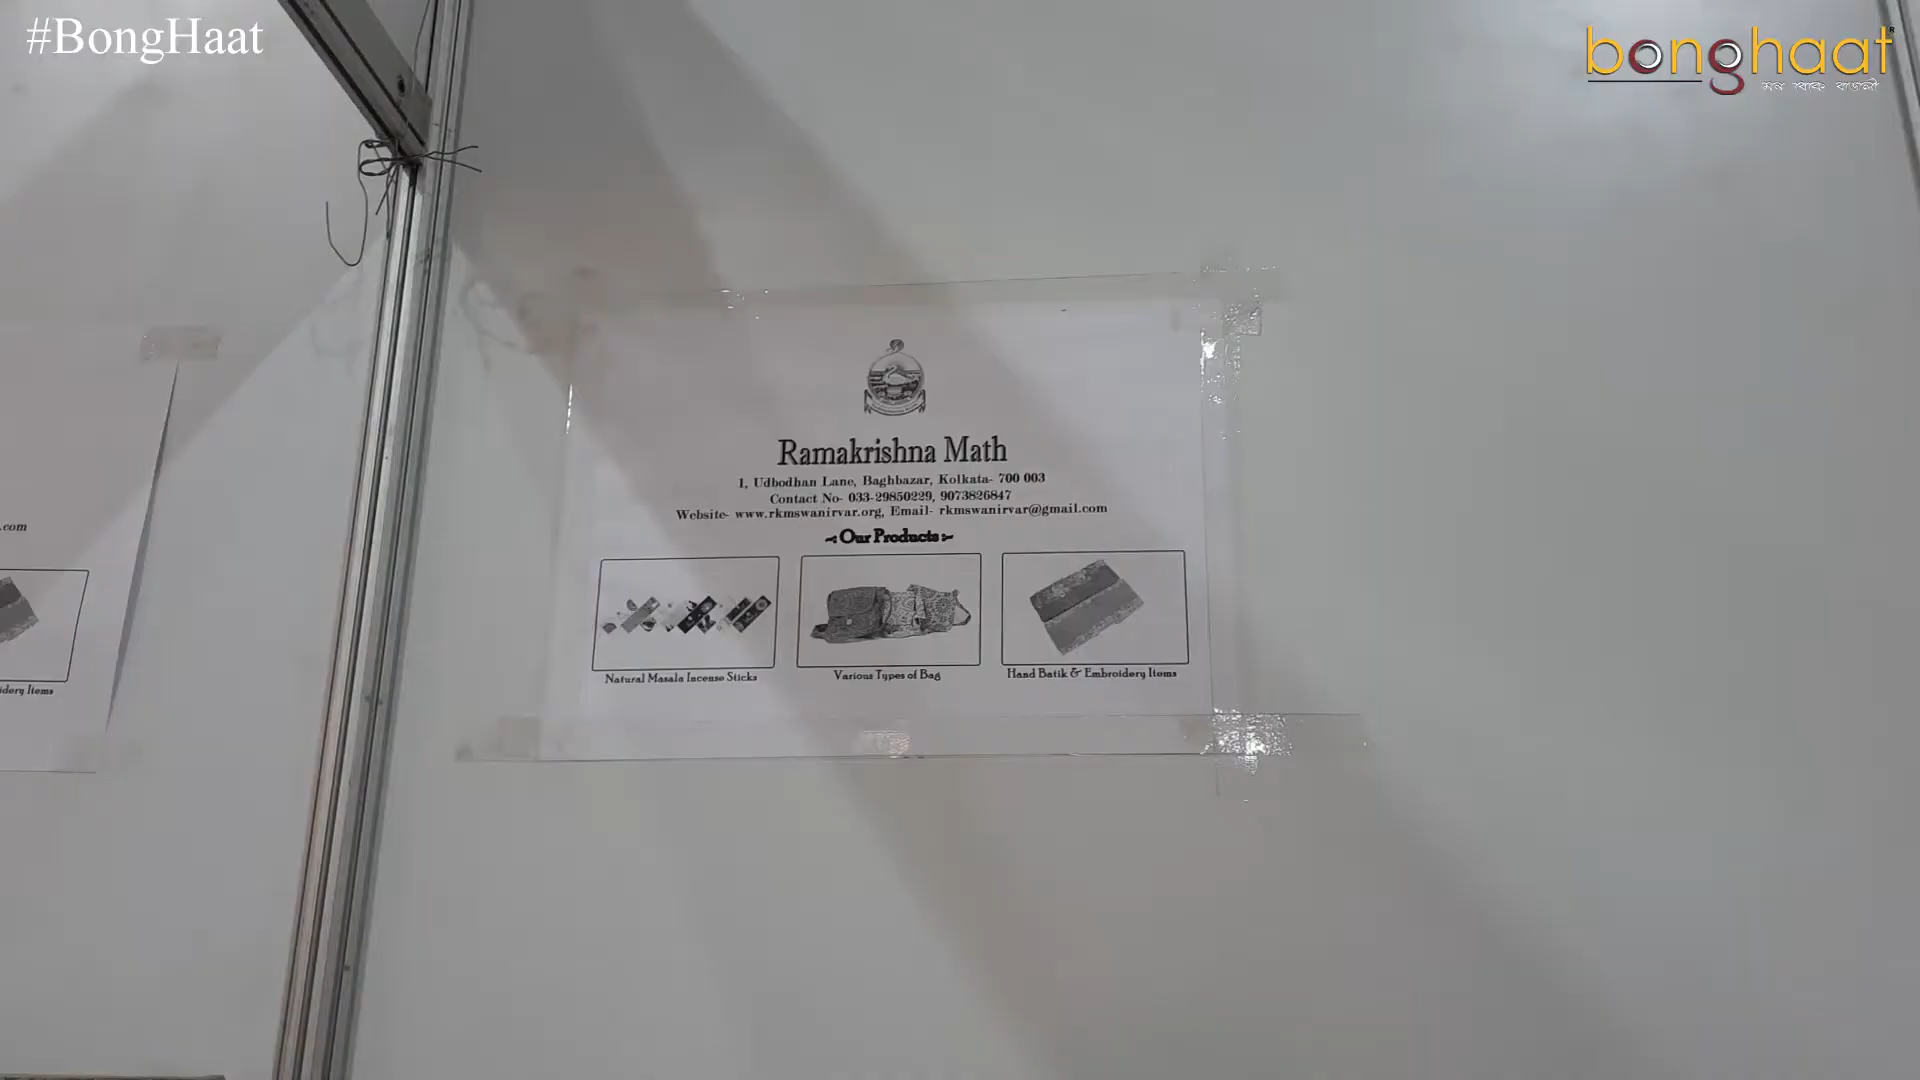 #BongHaat
bonghaat
Ramakrishna Math
1, Udbodhan Lane, Baghbazar, Kolkata- 700 003
Contact No- 033-29850229, 9073826847
Website- www.rkmswanirvar.org, Email- rkmswanirvar@gmail.com
Our Products
Natural Masala Incense Sticks
Various Types of Bag
Hand Batik & Embroidery Items
.com
idery Items